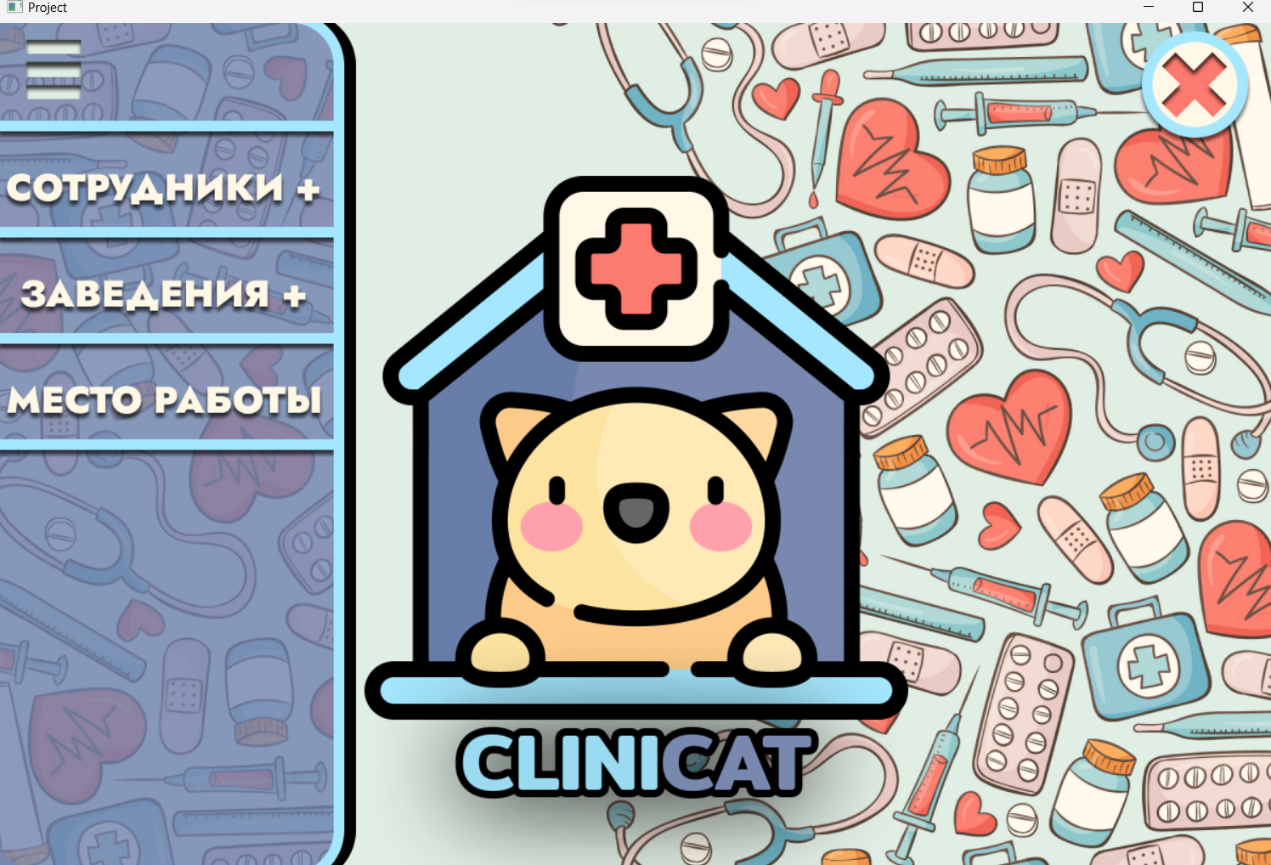 Project
СОТРУДНИКИ +
ЗАВЕДЕНИЯ +
МЕСТО РАБОТЫ
CLINICAT